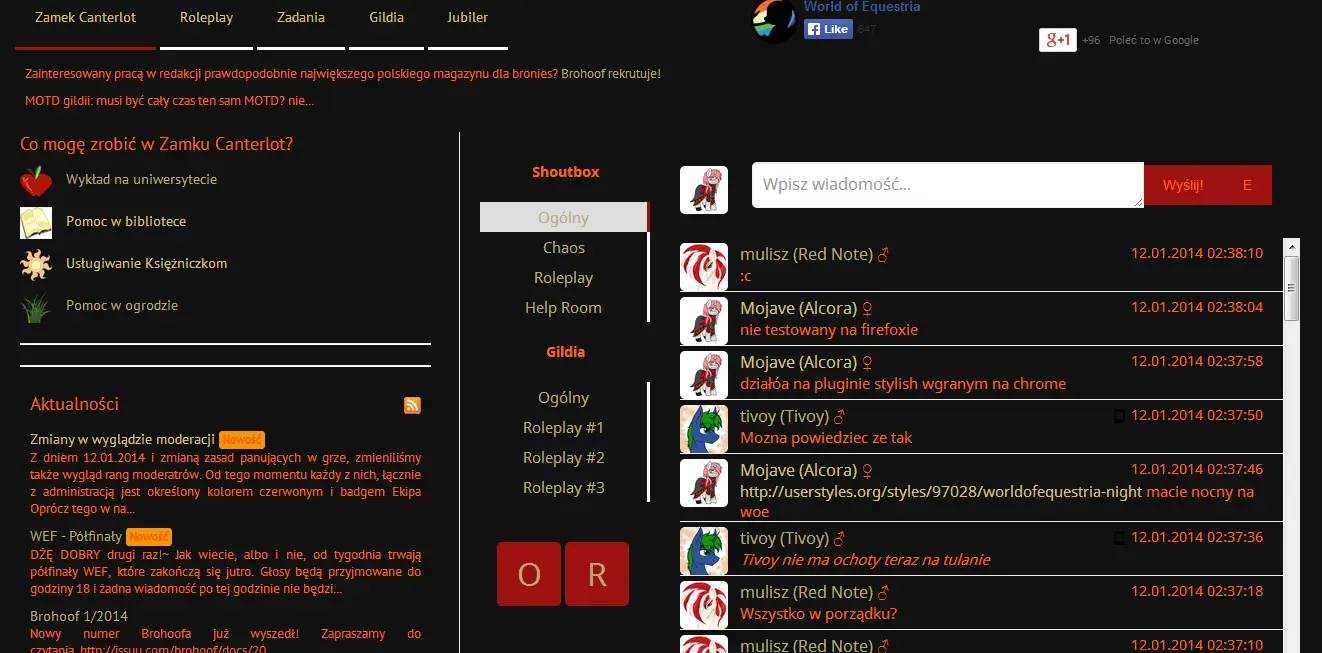 Zamek Canterlot
Roleplay
Zadania
Gildia
Jubiler
World of Equestria
Like
847
g+1
+96 Poleć to w Google
Zainteresowany pracą w redakcji prawdopodobnie największego polskiego magazynu dla bronies? Brohoof rekrutuje!
MOTD gildii: musi być cały czas ten sam MOTD? nie...
Co mogę zrobić w Zamku Canterlot?
Wykład na uniwersytecie
Pomoc w bibliotece
Usługiwanie Księżniczkom
Pomoc w ogrodzie
Aktualności
Zmiany w wyglądzie moderacji Nowość
Z dniem 12.01.2014 i zmianą zasad panujących w grze, zmieniliśmy
także wygląd rang moderatrów. Od tego momentu każdy z nich, łącznie
z administracją jest określony kolorem czerwonym i badgem Ekipa
Oprócz tego w na...
WEF - Półfinały Nowość
DŻĘ DOBRY drugi raz!~ Jak wiecie, albo i nie, od tygodnia trwają
półfinały WEF, które zakończą się jutro. Głosy będą przyjmowane do
godziny 18 i żadna wiadomość po tej godzinie nie będzi...
Brohoof 1/2014
Nowy numer Brohoofa już wyszedł! Zapraszamy do
czytania. http://issuu.com/brohoof/docs/20
Shoutbox
Ogólny
Chaos
Roleplay
Help Room
Gildia
Ogólny
Roleplay #1
Roleplay #2
Roleplay #3
O
R
Wpisz wiadomość...
Wyślij!
E
mulisz (Red Note) ♂ 12.01.2014 02:38:10
:c
Mojave (Alcora) ♀ 12.01.2014 02:38:04
nie testowany na firefoxie
Mojave (Alcora) ♀ 12.01.2014 02:37:58
działóa na pluginie stylish wgranym na chrome
tivoy (Tivoy) ♂ 12.01.2014 02:37:50
Mozna powiedziec ze tak
Mojave (Alcora) ♀ 12.01.2014 02:37:46
http://userstyles.org/styles/97028/worldofequestria-night macie nocny na
woe
tivoy (Tivoy) ♂ 12.01.2014 02:37:36
Tivoy nie ma ochoty teraz na tulanie
mulisz (Red Note) ♂ 12.01.2014 02:37:18
Wszystko w porządku?
mulisz (Red Note) ♂ 12.01.2014 02:37:10